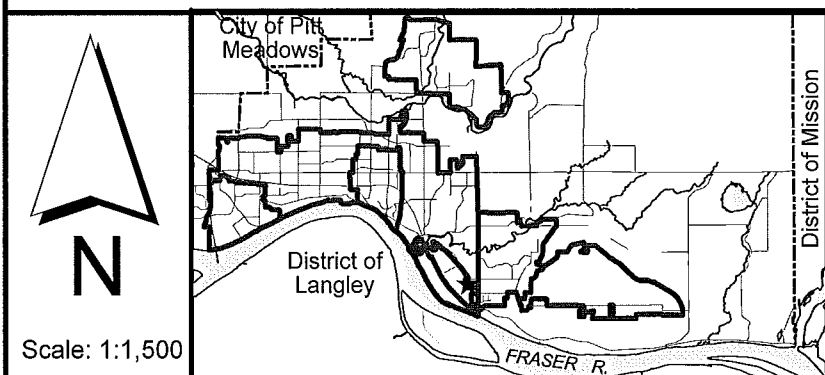 City of Pitt
Meadows
District of Mission
District of
Langley
N
Scale: 1:1,500
FRASER R.